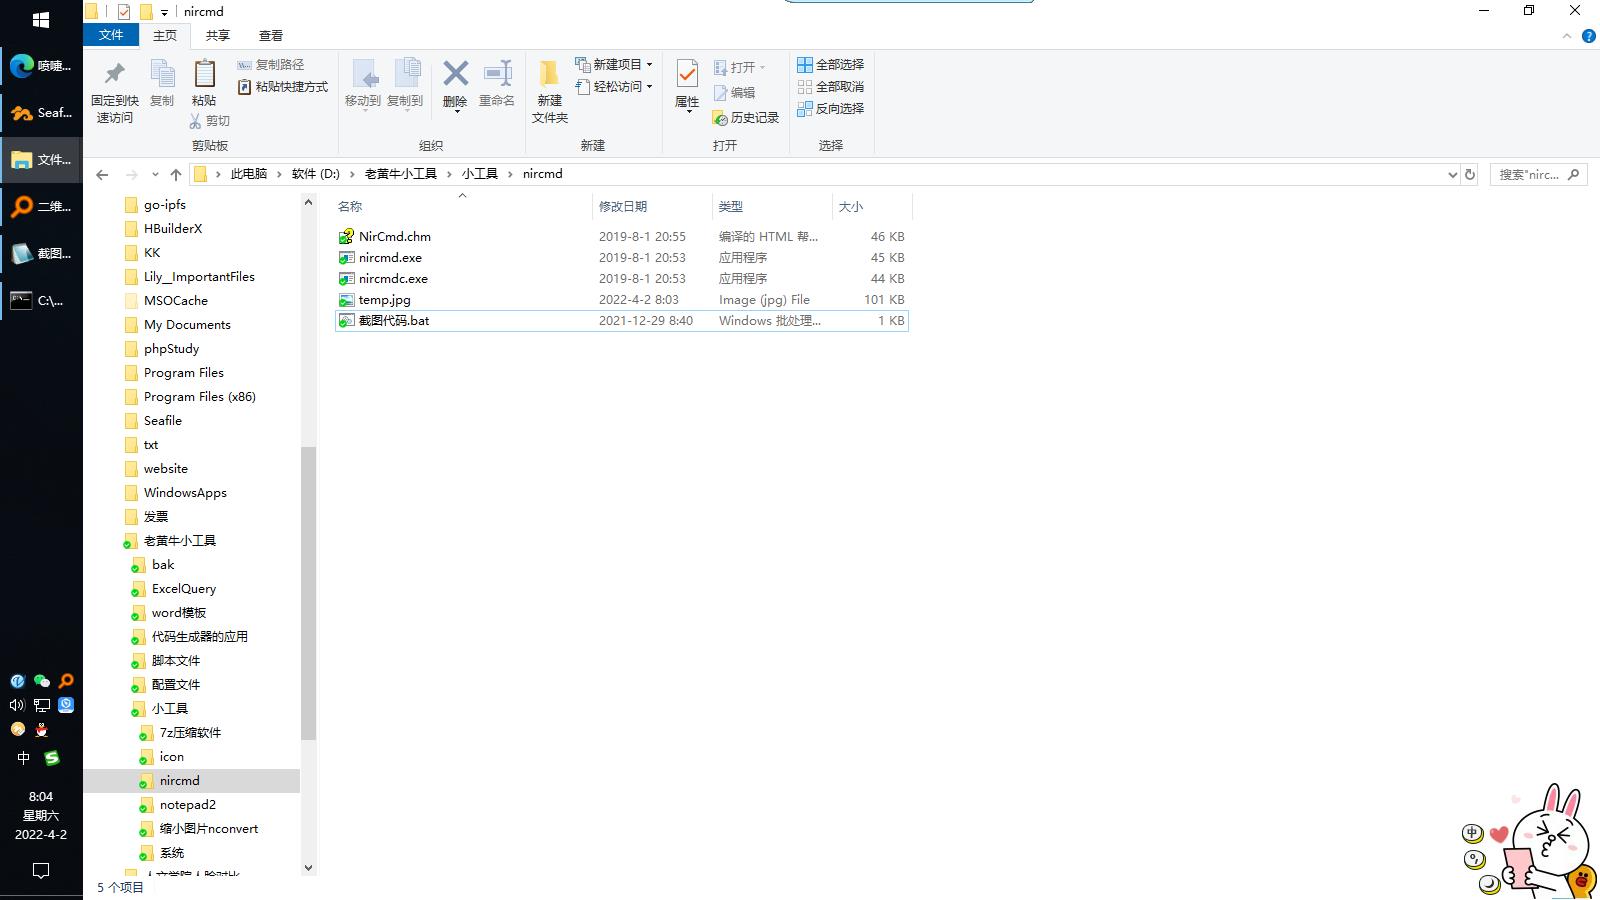 nircmd
文件
主页
共享
查看
固定到快
速访问
复制
粘贴
复制路径
粘贴快捷方式
剪切
剪贴板
移动到
复制到
删除
重命名
组织
新建
文件夹
新建项目
轻松访问
新建
属性
打开
编辑
历史记录
打开
全部选择
全部取消
反向选择
选择
此电脑 > 软件 (D:) > 老黄牛小工具 > 小工具 > nircmd
搜索"nirc...
喷嚏...
Seaf...
文件...
二维...
截图...
C:\...
go-ipfs
HBuilderX
KK
Lily__ImportantFiles
MSOCache
My Documents
phpStudy
Program Files
Program Files (x86)
Seafile
txt
website
WindowsApps
发票
老黄牛小工具
bak
ExcelQuery
word模板
代码生成器的应用
脚本文件
配置文件
小工具
7z压缩软件
icon
nircmd
notepad2
缩小图片nconvert
系统
名称 修改日期 类型 大小
NirCmd.chm 2019-8-1 20:55 编译的 HTML 帮... 46 KB
nircmd.exe 2019-8-1 20:53 应用程序 45 KB
nircmdc.exe 2019-8-1 20:53 应用程序 44 KB
temp.jpg 2022-4-2 8:03 Image (jpg) File 101 KB
截图代码.bat 2021-12-29 8:40 Windows 批处理... 1 KB
中
8:04
星期六
2022-4-2
5 个项目
中